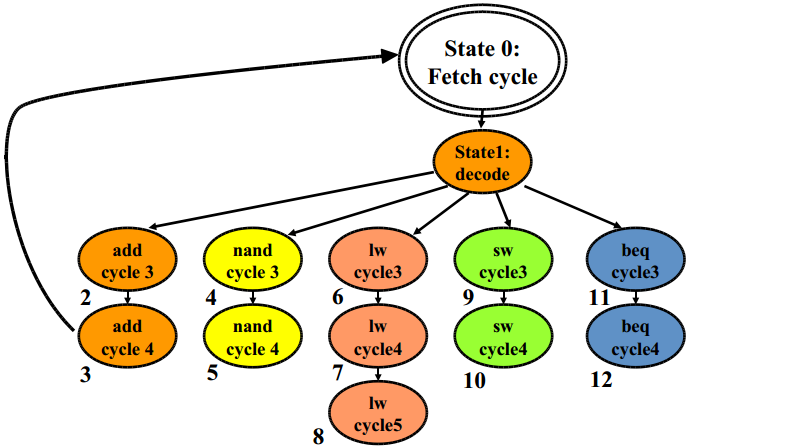 State 0:
Fetch cycle
State1:
decode
add
cycle 3
nand
cycle 3
lw
cycle3
sw
cycle3
beq
cycle3
2
4
6
9
11
add
cycle 4
nand
cycle 4
lw
cycle4
sw
cycle4
beq
cycle4
3
5
7
10
12
lw
cycle5
8